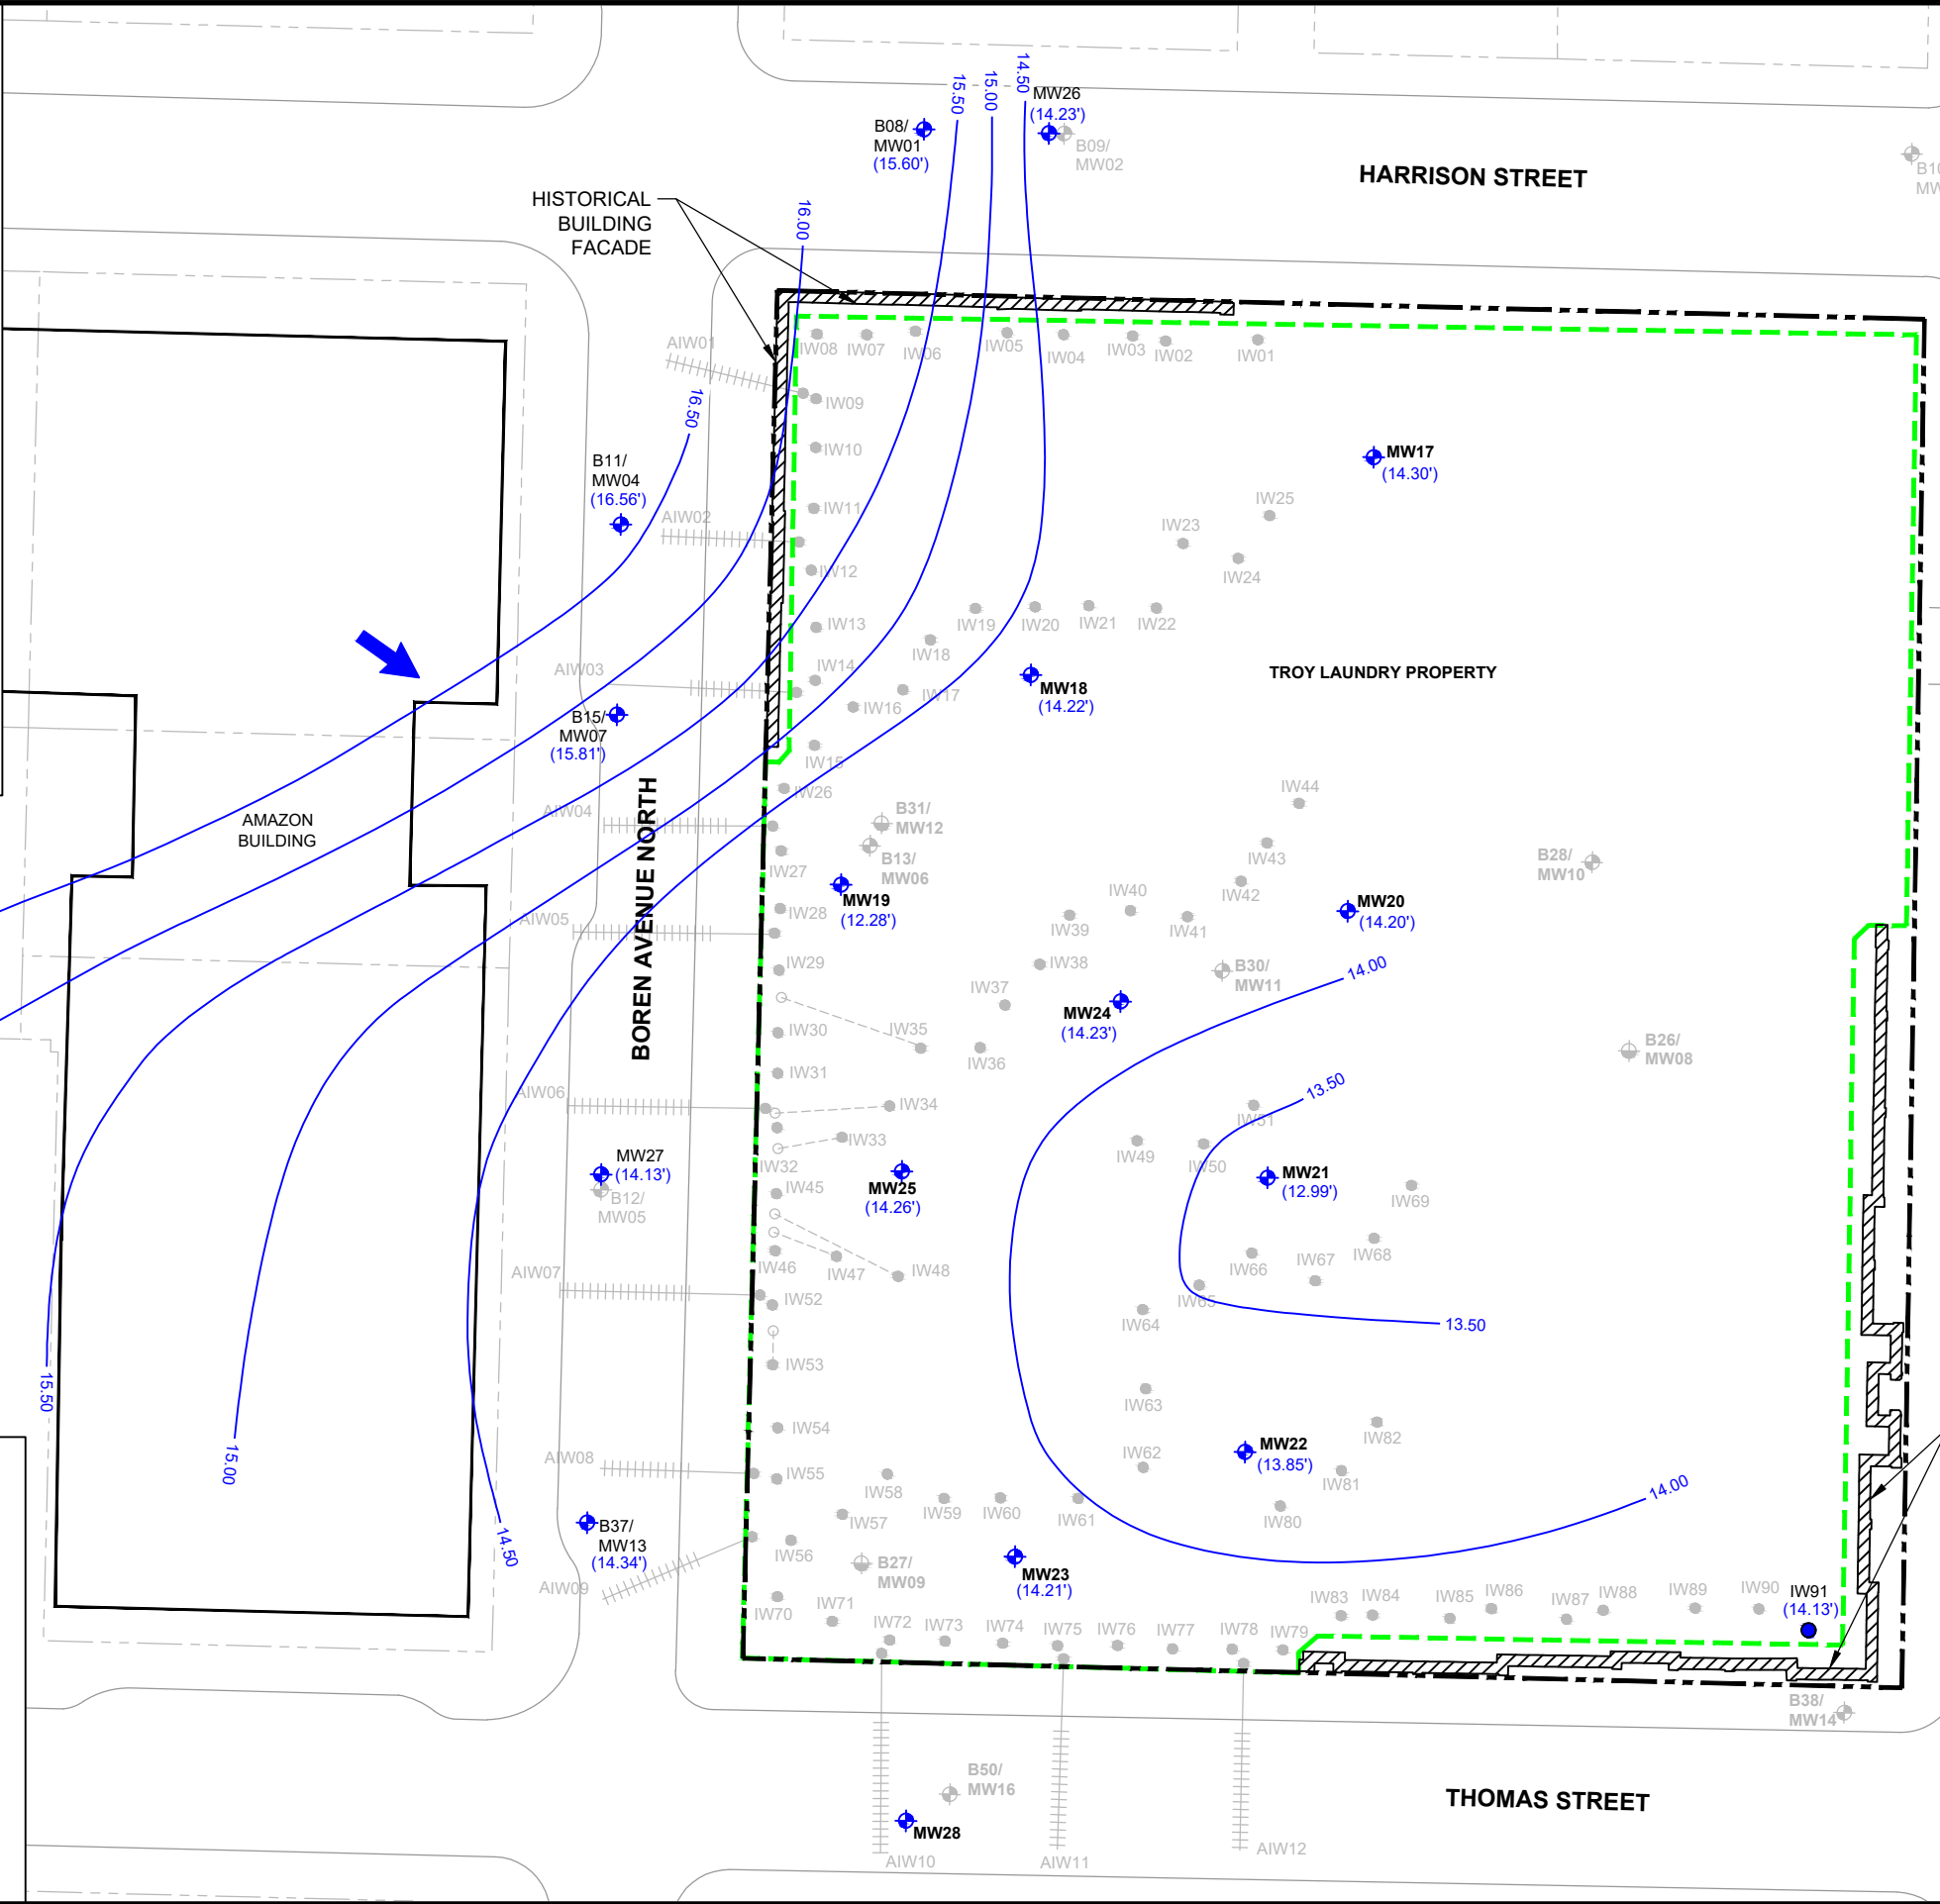 14.50
15.50
15.00
MW26
(14.23')
B08/
MW01
(15.60')
B09/
MW02
HARRISON STREET
HISTORICAL
BUILDING
FACADE
16.00
AIW01
IW08
IW07
IW06
IW05
IW04
IW03
IW02
IW01
16.50
IW09
IW10
MW17
(14.30')
B11/
MW04
(16.56')
IW11
AIW02
IW25
IW23
IW24
IW12
IW13
IW19
IW20
IW21
IW22
IW18
AIW03
IW14
IW17
IW16
MW18
(14.22')
TROY LAUNDRY PROPERTY
B15/
MW07
(15.81')
IW15
IW26
IW44
AMAZON
BUILDING
AIW04
BOREN AVENUE NORTH
B31/
MW12
B13/
MW06
IW27
IW43
B28/
MW10
MW19
(12.28')
IW42
IW40
MW20
(14.20')
AIW05
IW28
IW39
IW41
IW29
IW38
B30/
MW11
14.00
IW37
MW24
(14.23')
IW35
IW30
IW36
B26/
MW08
IW31
13.50
AIW06
IW34
IW51
IW33
IW49
IW50
MW27
(14.13')
IW32
B12/
MW05
IW45
MW25
(14.26')
MW21
(12.99')
IW69
AIW07
IW46
IW47
IW48
IW66
IW67
IW68
IW52
IW65
IW64
13.50
IW53
15.50
15.00
IW63
IW54
IW82
AIW08
IW62
MW22
(13.85')
IW81
IW55
IW58
14.00
IW59
IW60
IW61
IW57
IW80
14.50
B37/
MW13
(14.34')
IW56
B27/
MW09
MW23
(14.21')
AIW09
IW70
IW71
IW72
IW73
IW74
IW75
IW76
IW77
IW78
IW79
IW83
IW84
IW85
IW86
IW87
IW88
IW89
IW90
IW91
(14.13')
B38/
MW14
B50/
MW16
THOMAS STREET
MW28
AIW10
AIW11
AIW12